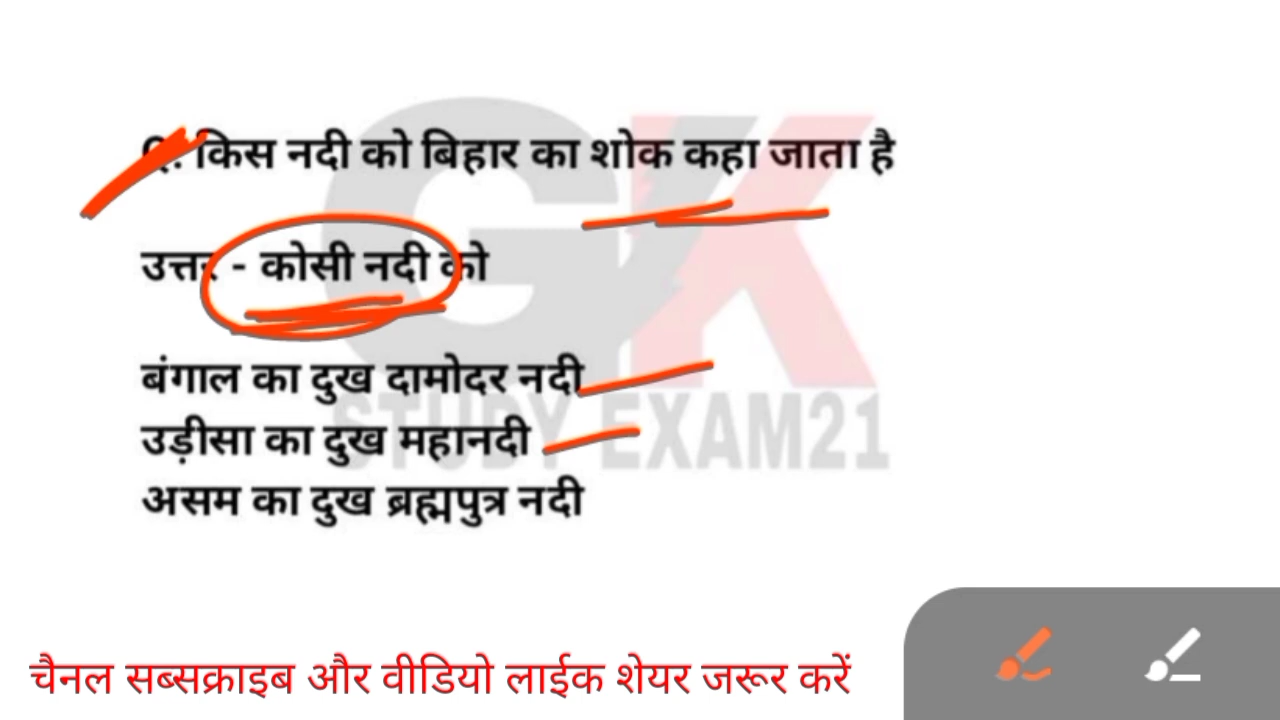 Q. किस नदी को बिहार का शोक कहा जाता है
उत्तर - कोसी नदी को
बंगाल का दुख दामोदर नदी
उड़ीसा का दुख महानदी
असम का दुख ब्रह्मपुत्र नदी
GK
STUDY EXAM21
चैनल सब्सक्राइब और वीडियो लाईक शेयर जरूर करें